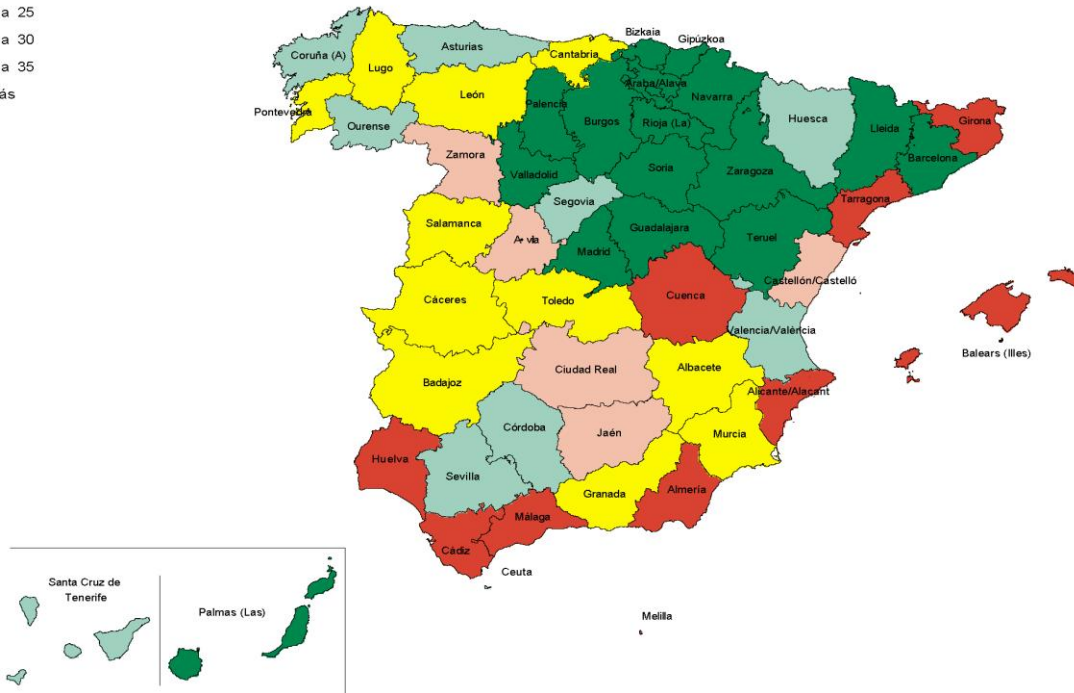 a 25
a 30
a 35
ás
Bizkaia
Gipúzkoa
Coruña (A)
Asturias
Cantabria
Lugo
León
Palencia
Araba/Alava
Navarra
Pontevedra
Ourense
Burgos
Rioja (La)
Huesca
Lleida
Girona
Zamora
Valladolid
Soria
Zaragoza
Barcelona
Segovia
Tarragona
Salamanca
Madrid
Guadalajara
Teruel
Castellón/Castelló
Cáceres
Toledo
Cuenca
Valencia/València
Balears (Illes)
Badajoz
Ciudad Real
Albacete
Alicante/Alacant
Córdoba
Jaén
Murcia
Huelva
Sevilla
Granada
Almería
Málaga
Cádiz
Ceuta
Melilla
Santa Cruz de
Tenerife
Palmas (Las)